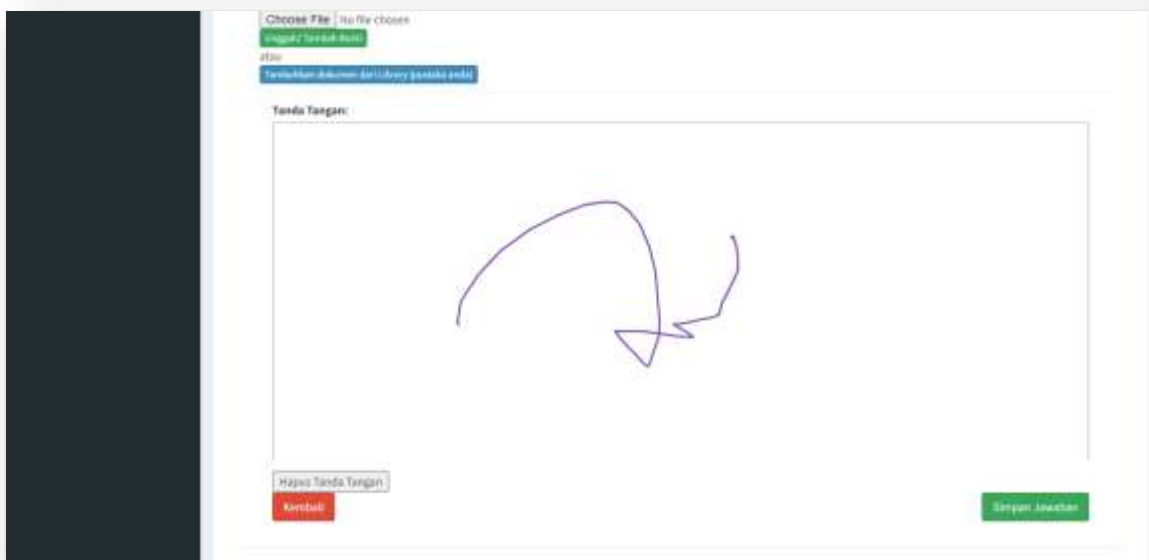 Choose File No file chosen
Unggah/ Tambah Kunci
atau
Tambahkan dokumen dari Library (pustaka anda)
Tanda Tangan:
Hapus Tanda Tangan
Kembali
Simpan Jawaban